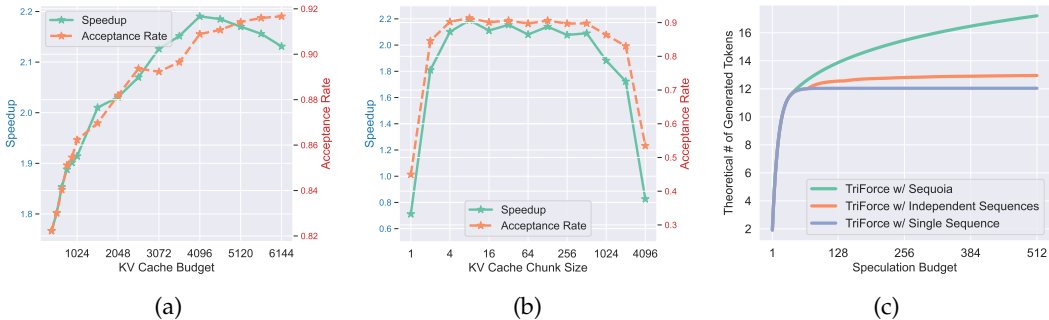 Speedup
Acceptance Rate
2.2
2.1
2.0
1.9
1.8
Speedup
0.92
0.90
0.88
0.86
0.84
0.82
Acceptance Rate
1024 2048 3072 4096 5120 6144
KV Cache Budget
(a)
2.2
2.0
1.8
1.6
1.4
1.2
1.0
0.8
0.6
Speedup
0.9
0.8
0.7
0.6
0.5
0.4
0.3
Acceptance Rate
Speedup
Acceptance Rate
1 4 16 64 256 1024 4096
KV Cache Chunk Size
(b)
16
14
12
10
8
6
4
2
Theoretical # of Generated Tokens
TriForce w/ Sequoia
TriForce w/ Independent Sequences
TriForce w/ Single Sequence
1 128 256 384 512
Speculation Budget
(c)